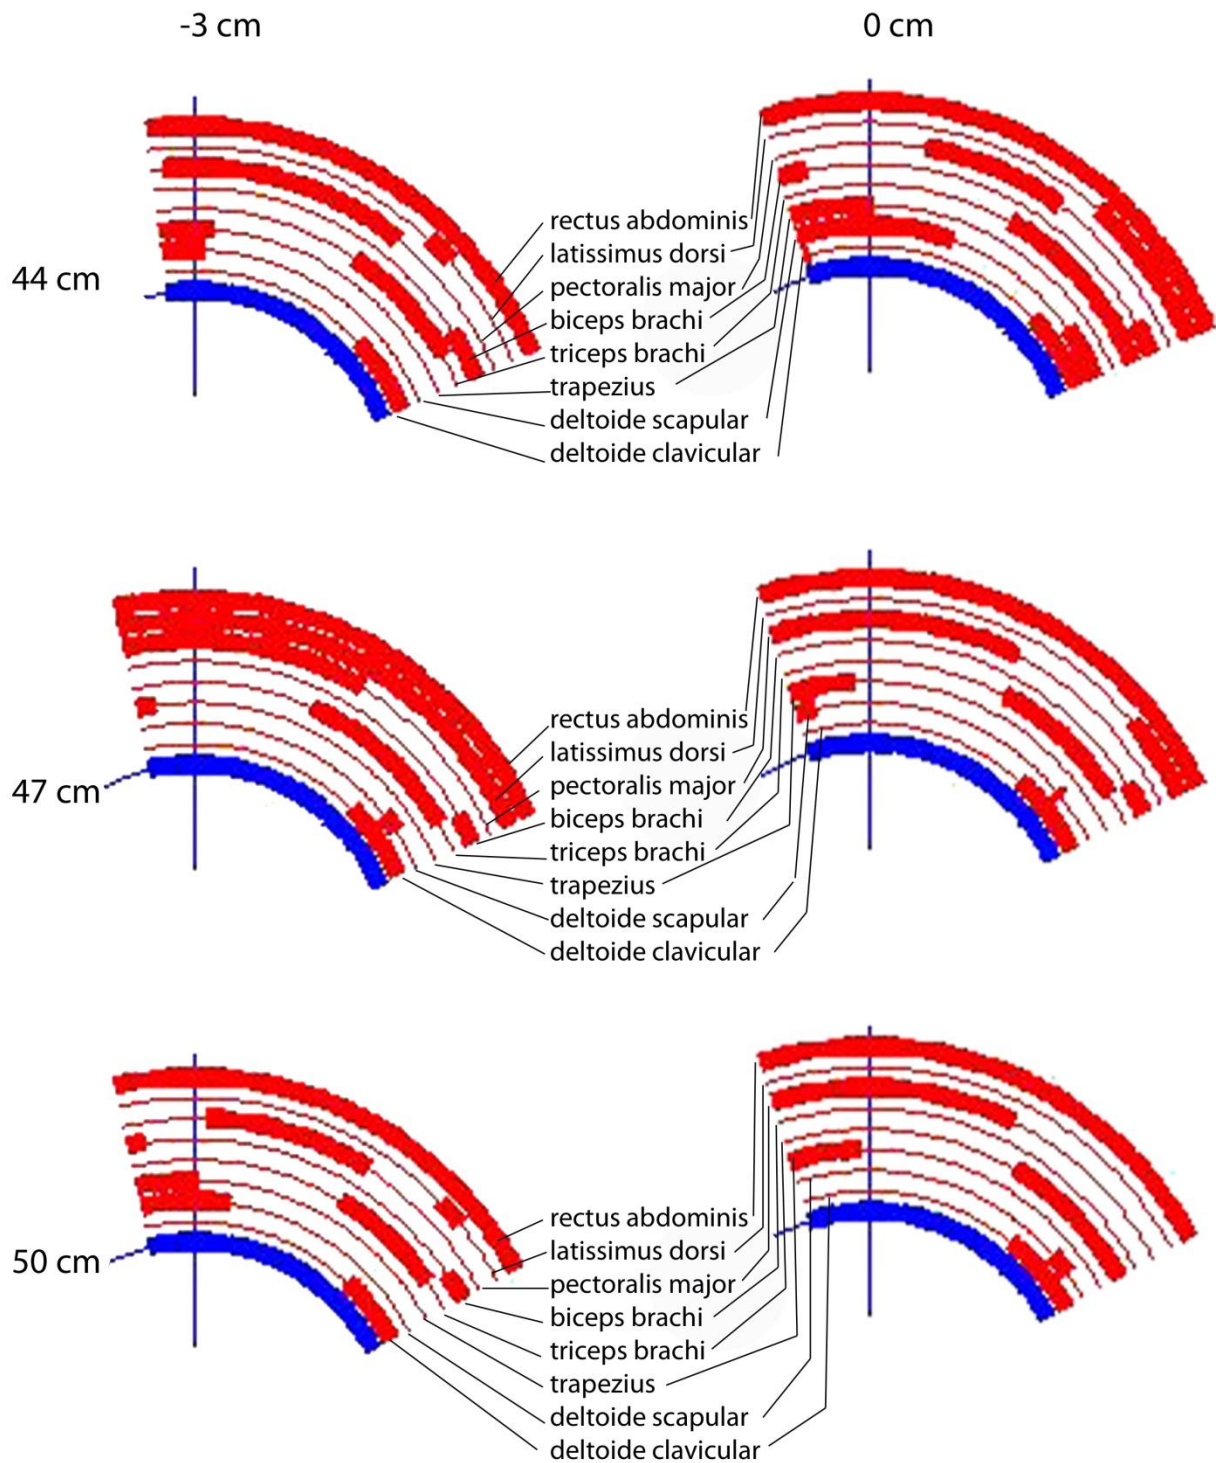 -3 cm 0 cm
44 cm
rectus abdominis
latissimus dorsi
pectoralis major
biceps brachi
triceps brachi
trapezius
deltoide scapular
deltoide clavicular
47 cm
rectus abdominis
latissimus dorsi
pectoralis major
biceps brachi
triceps brachi
trapezius
deltoide scapular
deltoide clavicular
50 cm
rectus abdominis
latissimus dorsi
pectoralis major
biceps brachi
triceps brachi
trapezius
deltoide scapular
deltoide clavicular